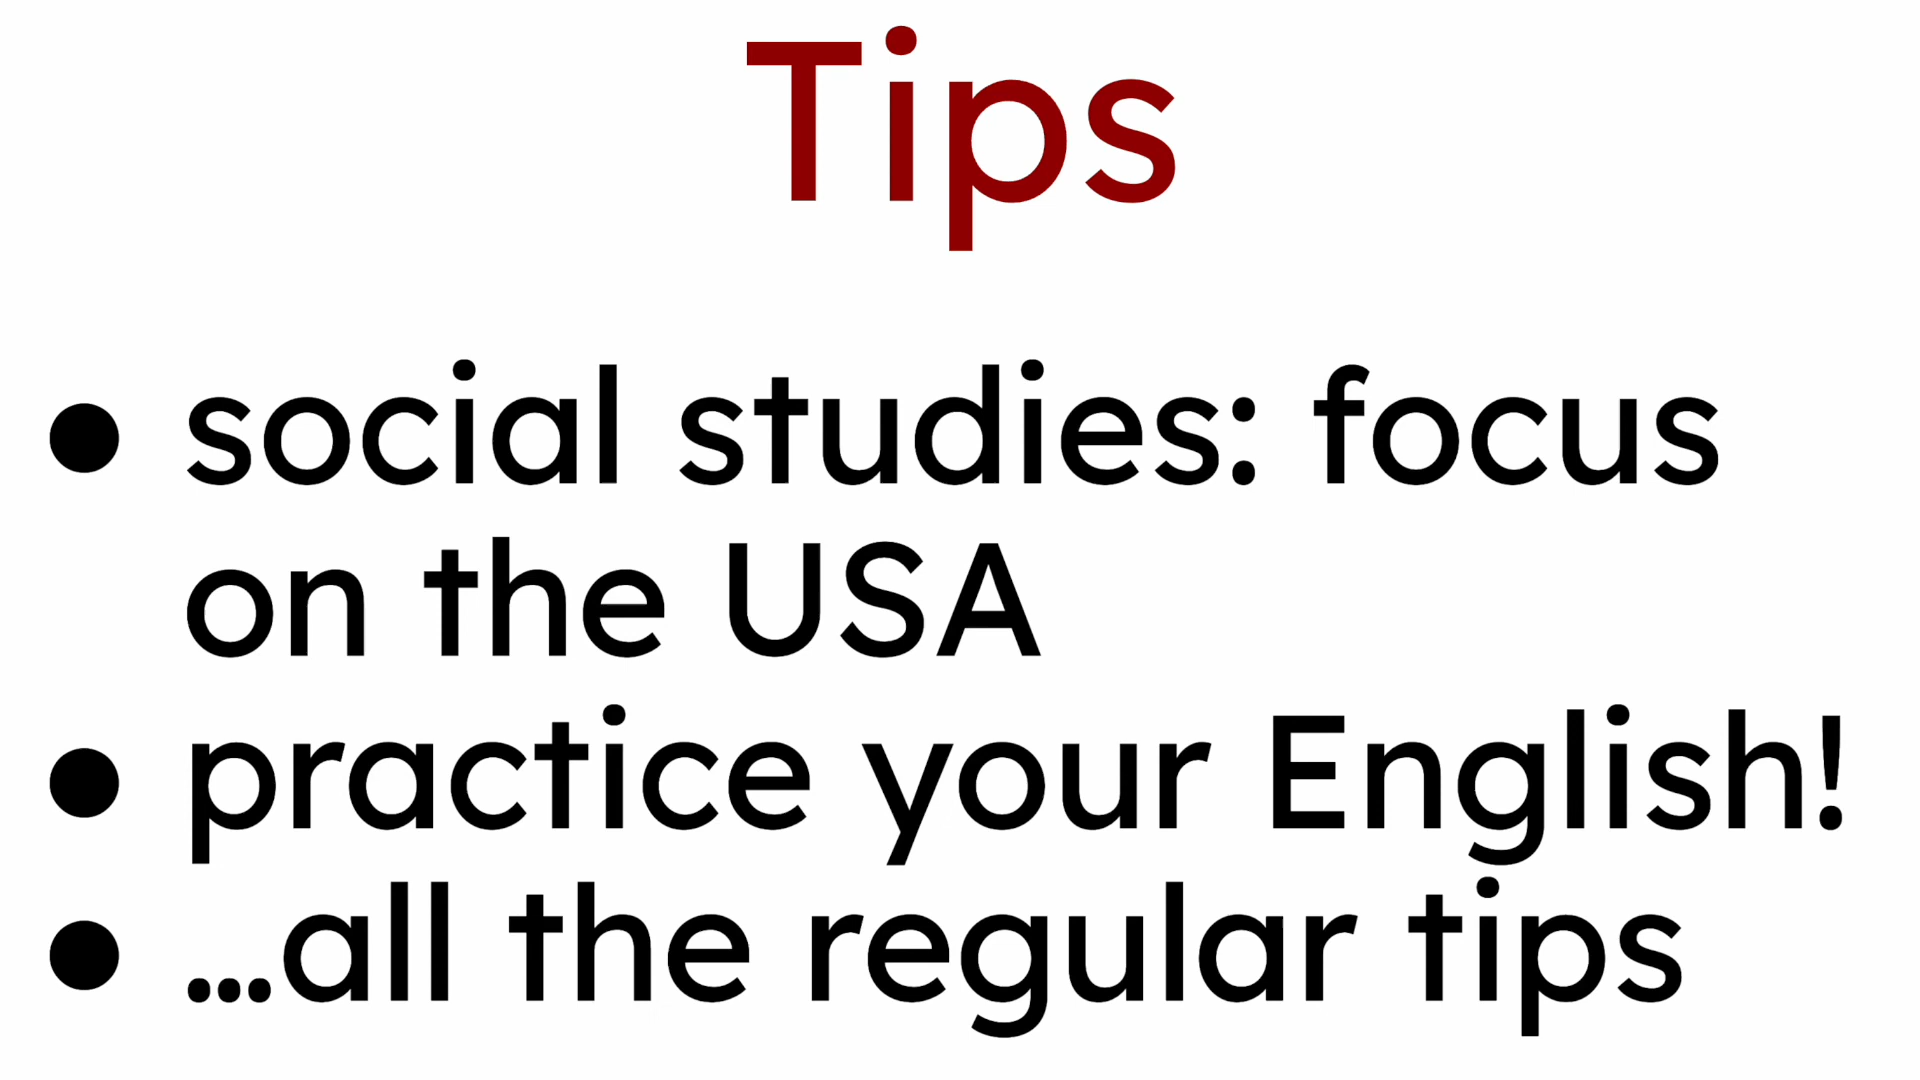 Tips
• social studies: focus
on the USA
• practice your English!
• ...all the regular tips